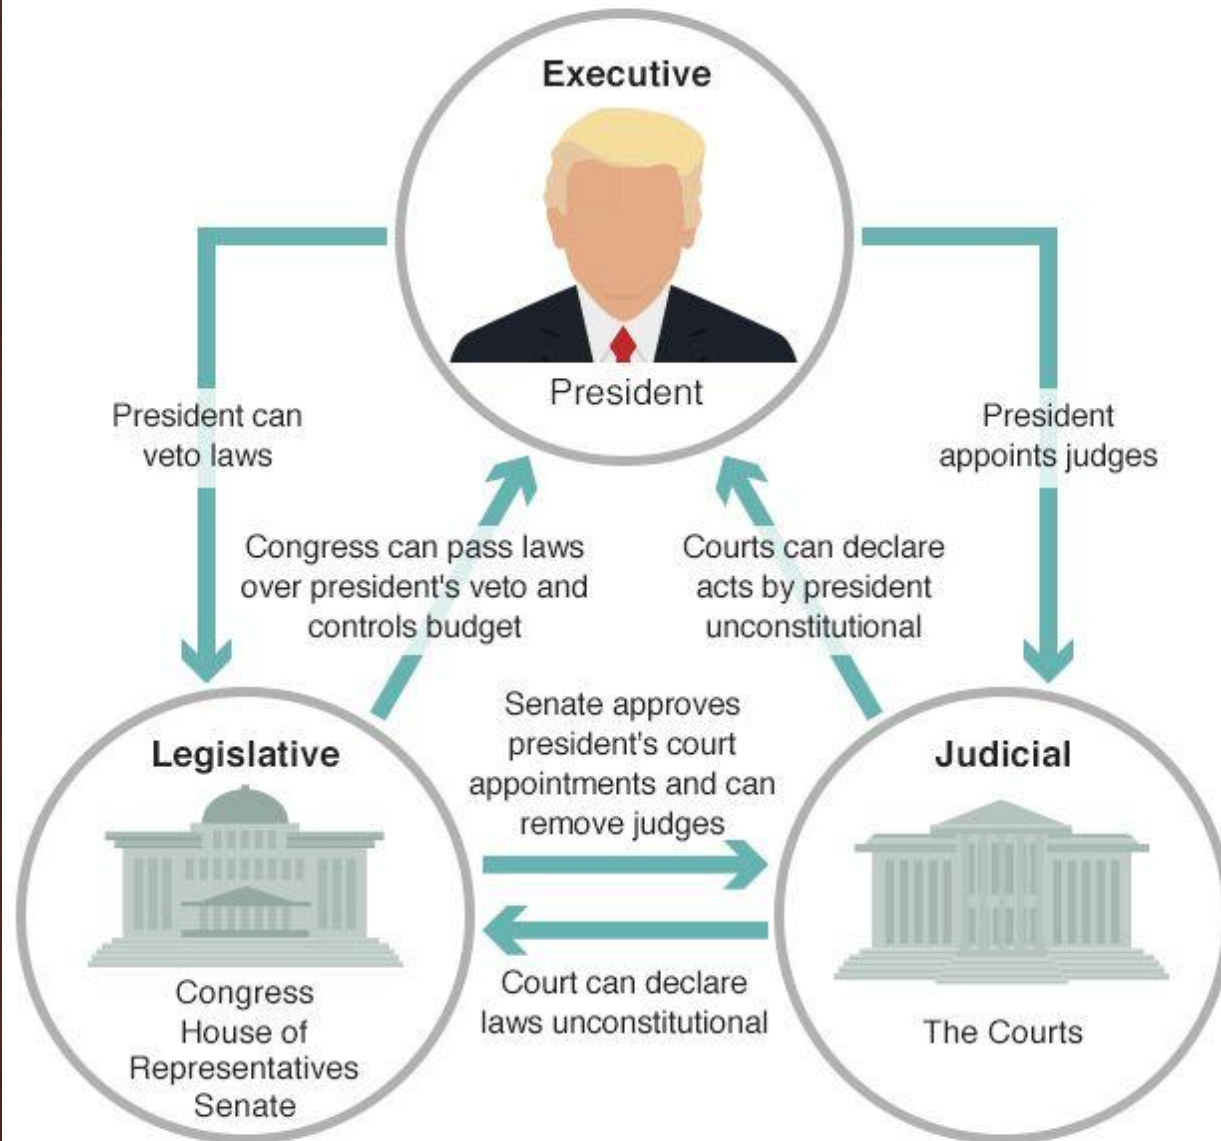 Executive
President
President can
veto laws
President
appoints judges
Congress can pass laws
over president's veto and
controls budget
Courts can declare
acts by president
unconstitutional
Senate approves
president's court
appointments and can
remove judges
Legislative
Congress
House of
Representatives
Senate
Judicial
The Courts
Court can declare
laws unconstitutional